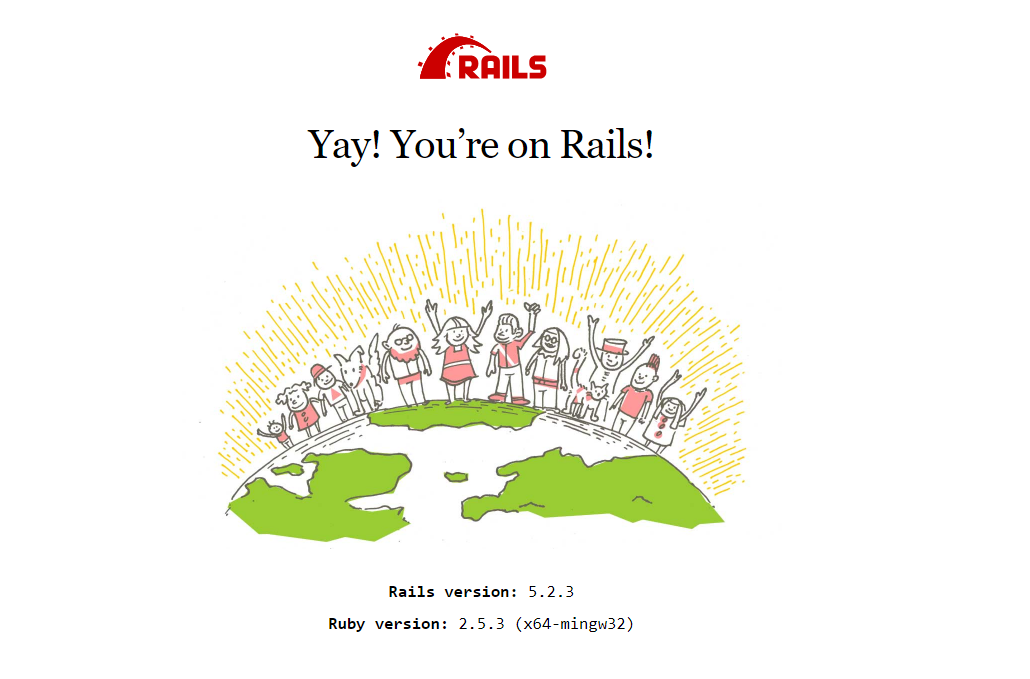 RAILS
Yay! You’re on Rails!
Rails version: 5.2.3
Ruby version: 2.5.3 (x64-mingw32)